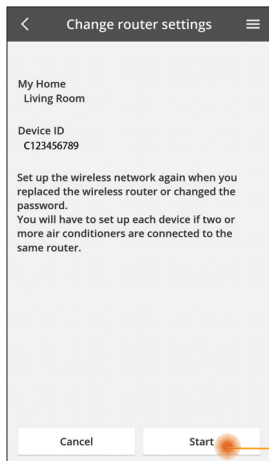 Change router settings
My Home
Living Room
Device ID
C123456789
Set up the wireless network again when you
replaced the wireless router or changed the
password.
You will have to set up each device if two or
more air conditioners are connected to the
same router.
Cancel Start